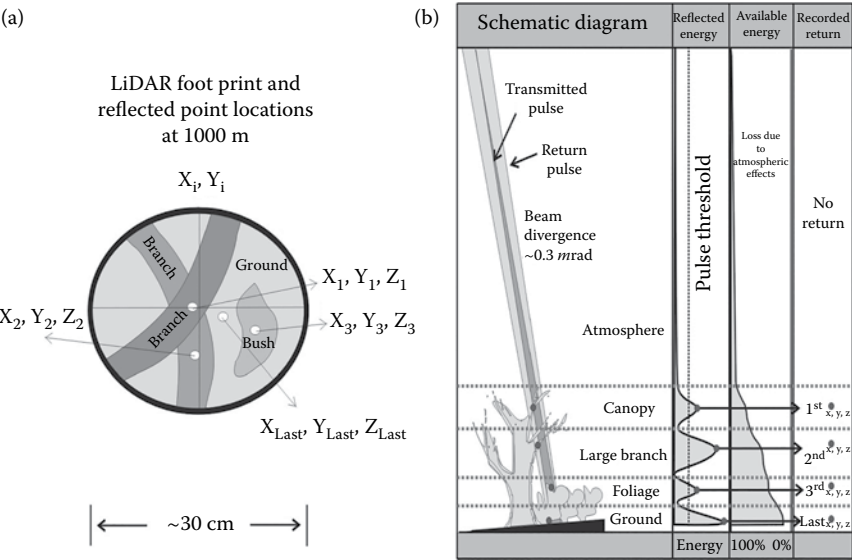 (a)
LiDAR foot print and
reflected point locations
at 1000 m
Xi, Yi
Branch
Ground
X1, Y1, Z1
X2, Y2, Z2
Branch
X3, Y3, Z3
Bush
XLast, YLast, ZLast
~30 cm
(b)
Schematic diagram
Reflected
energy
Available
energy
Recorded
return
Transmitted
pulse
Return
pulse
Beam
divergence
~0.3 mrad
Atmosphere
Pulse threshold
Loss due
to
atmospheric
effects
No
return
Canopy
1st x, y, z
Large branch
2nd x, y, z
Foliage
3rd x, y, z
Ground
Last x, y, z
Energy
100% 0%